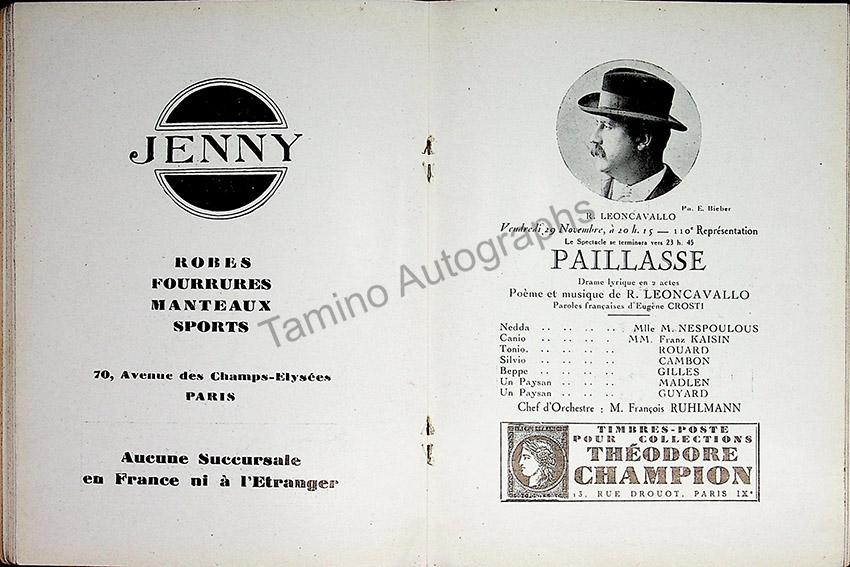 JENNY
ROBES
FOURRURES
MANTEAUX
SPORTS
70, Avenue des Champs-Elysées
PARIS
Aucune Succursale
en France ni à l'Etranger
Ph. E. Bieber
R. LEONCAVALLO
Vendredi 29 Novembre, à 20 h. 15 — 110e Représentation
Le Spectacle se terminera vers 23 h. 45
PAILLASSE
Drame lyrique en 2 actes
Poème et musique de R. LEONCAVALLO
Paroles françaises d'Eugène CROSTI
Nedda .. .. .. .. Mlle M. NESPOULOUS
Canio .. .. .. .. MM. Franz KAISIN
Tonio. .. .. .. .. ROUARD
Silvio .. .. .. .. CAMBON
Beppe .. .. .. .. GILLES
Un Paysan .. .. .. MADLEN
Un Paysan .. .. .. GUYARD
Chef d'Orchestre : M. François RUHLMANN
TIMBRES-POSTE
POUR COLLECTIONS
THÉODORE
CHAMPION
13, RUE DROUOT, PARIS IXe
Tamino Autographs